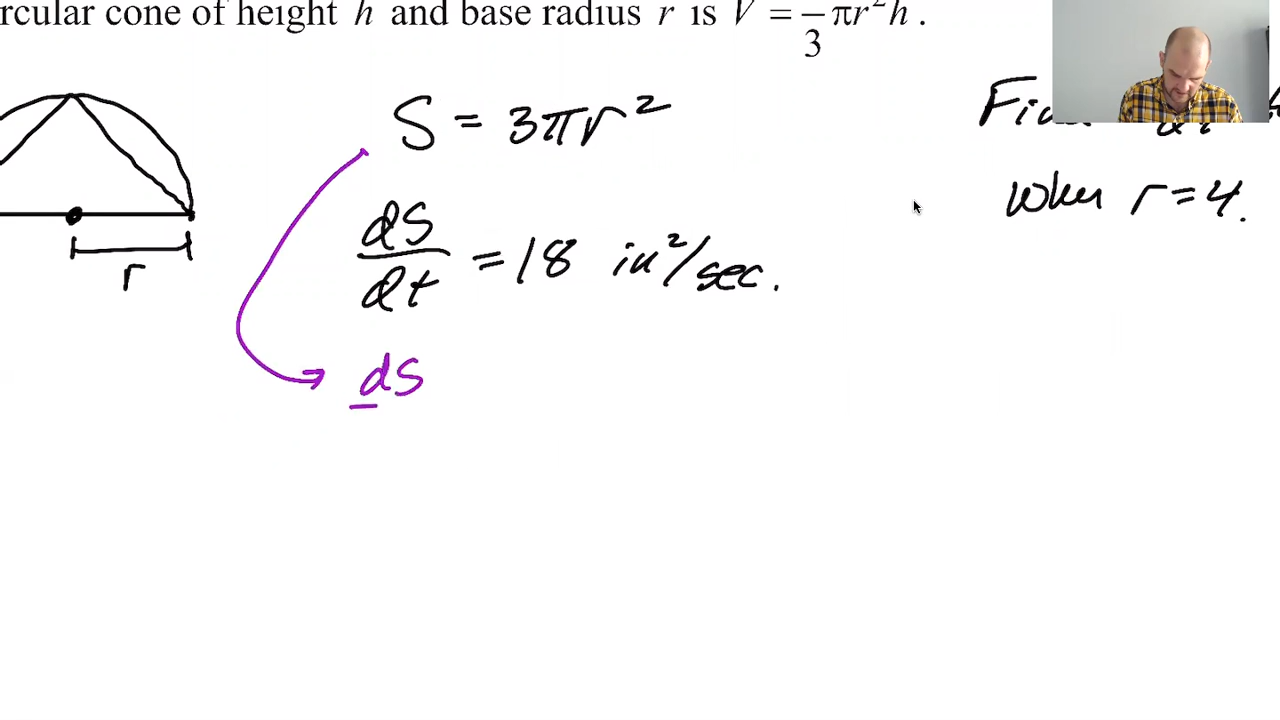 rcular cone of height h and base radius r is V = —/3 πr²h .
S = 3πr²
Find
when r = 4.
dS/dt = 18 in²/sec.
r
dS